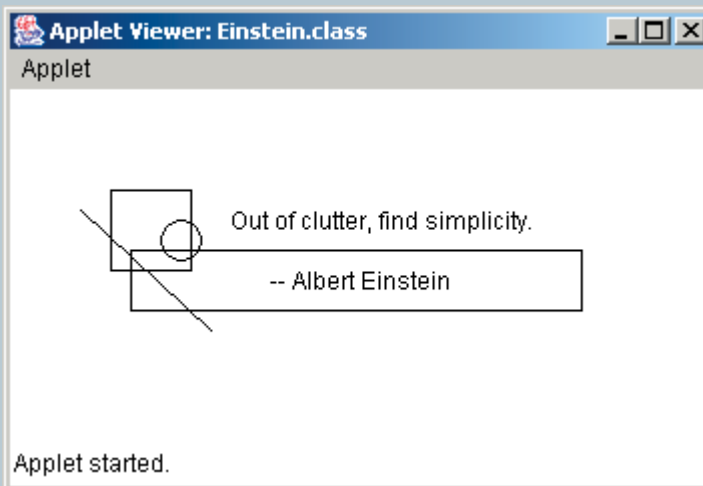 Applet Viewer: Einstein.class
Applet
Out of clutter, find simplicity.
-- Albert Einstein
Applet started.